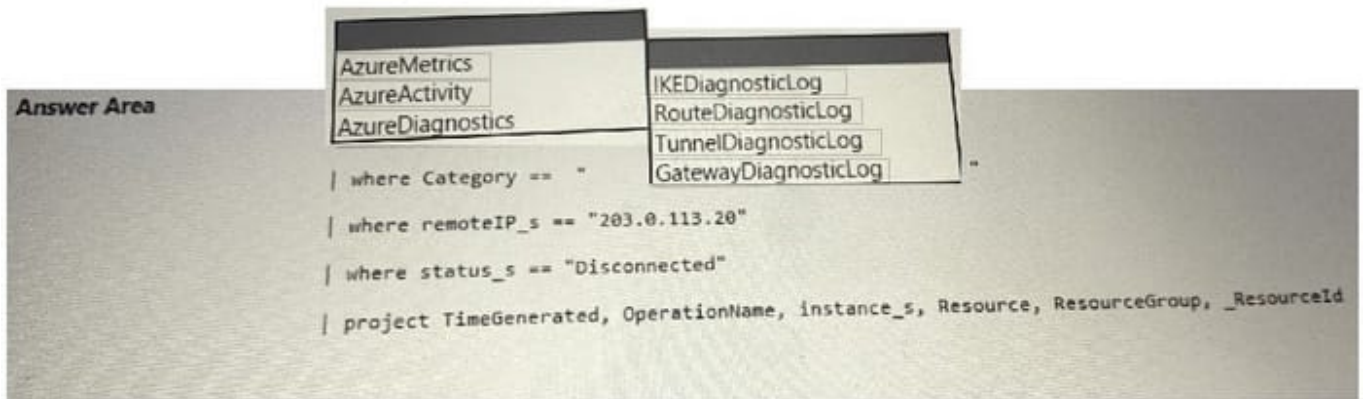 AzureMetrics
AzureActivity
AzureDiagnostics
IKEDiagnosticLog
RouteDiagnosticLog
TunnelDiagnosticLog
GatewayDiagnosticLog
Answer Area
| where Category == " "
| where remoteIP_s == "203.0.113.20"
| where status_s == "Disconnected"
| project TimeGenerated, OperationName, instance_s, Resource, ResourceGroup, _ResourceId